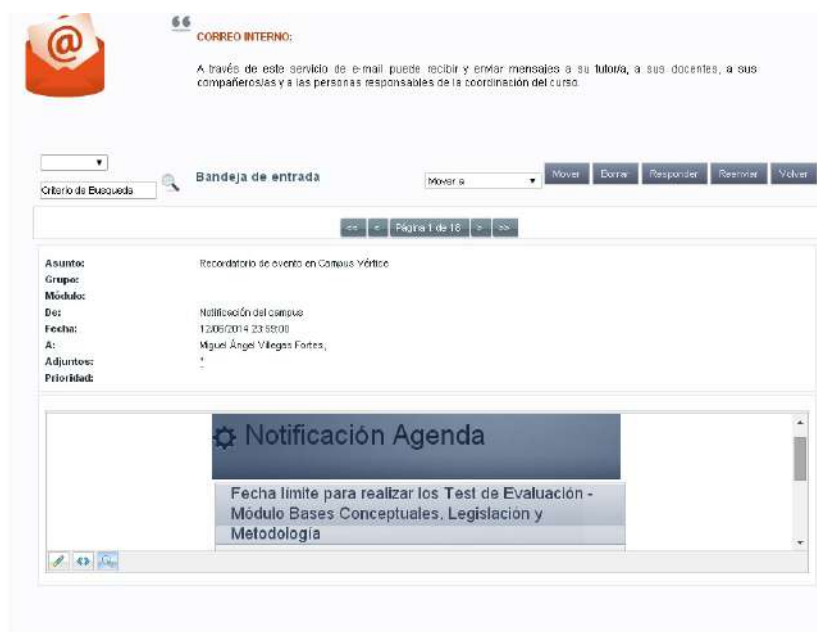 CORREO INTERNO:
A través de este servicio de e-mail puede recibir y enviar mensajes a su tutor/a, a sus docentes, a sus
compañeros/as y a las personas responsables de la coordinación del curso.
Criterio de Busqueda
Bandeja de entrada
Mover a
Mover
Borrar
Responder
Reenviar
Volver
<< < Página 1 de 18 > >>
Asunto: Recordatorio de evento en Campus Vértice
Grupo:
Módulo:
De: Notificación del campus
Fecha: 12/06/2014 23:59:00
A: Miguel Ángel Villegas Fortes,
Adjuntos:
Prioridad:
Notificación Agenda
Fecha límite para realizar los Test de Evaluación -
Módulo Bases Conceptuales, Legislación y
Metodología